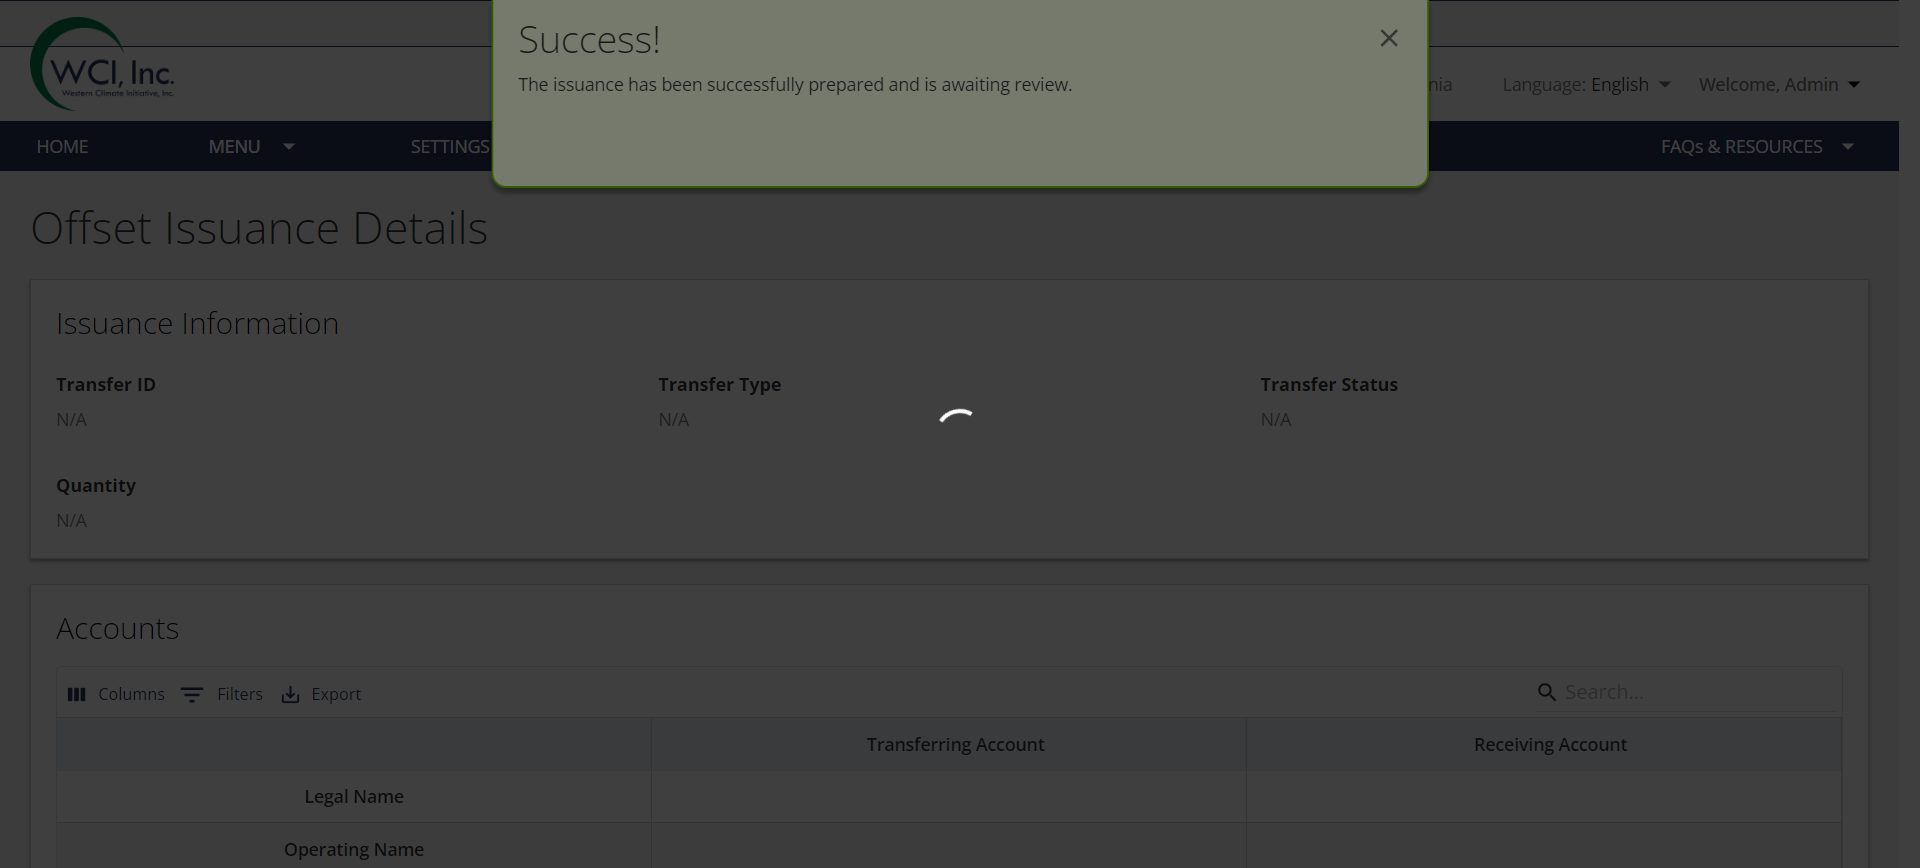 Success!
The issuance has been successfully prepared and is awaiting review.
WCI, Inc.
Western Climate Initiative, Inc.
nia
Language: English
Welcome, Admin
HOME
MENU
SETTINGS
FAQs & RESOURCES
Offset Issuance Details
Issuance Information
Transfer ID
Transfer Type
Transfer Status
N/A
N/A
N/A
Quantity
N/A
Accounts
Columns
Filters
Export
Search...
Transferring Account
Receiving Account
Legal Name
Operating Name